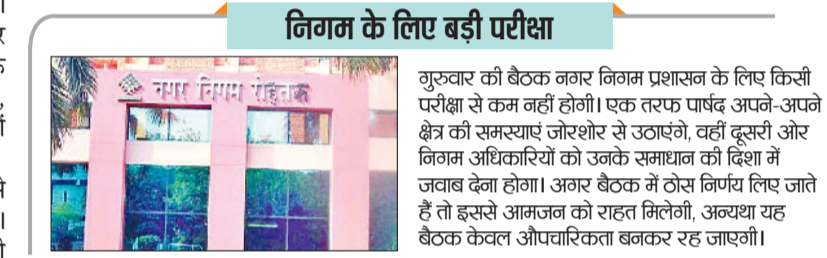 निगम के लिए बड़ी परीक्षा
नगर निगम रोहतक
गुरुवार की बैठक नगर निगम प्रशासन के लिए किसी
परीक्षा से कम नहीं होगी। एक तरफ पार्षद अपने-अपने
क्षेत्र की समस्याएं जोरशोर से उठाएंगे, वहीं दूसरी ओर
निगम अधिकारियों को उनके समाधान की दिशा में
जवाब देना होगा। अगर बैठक में ठोस निर्णय लिए जाते
हैं तो इससे आमजन को राहत मिलेगी, अन्यथा यह
बैठक केवल औपचारिकता बनकर रह जाएगी।